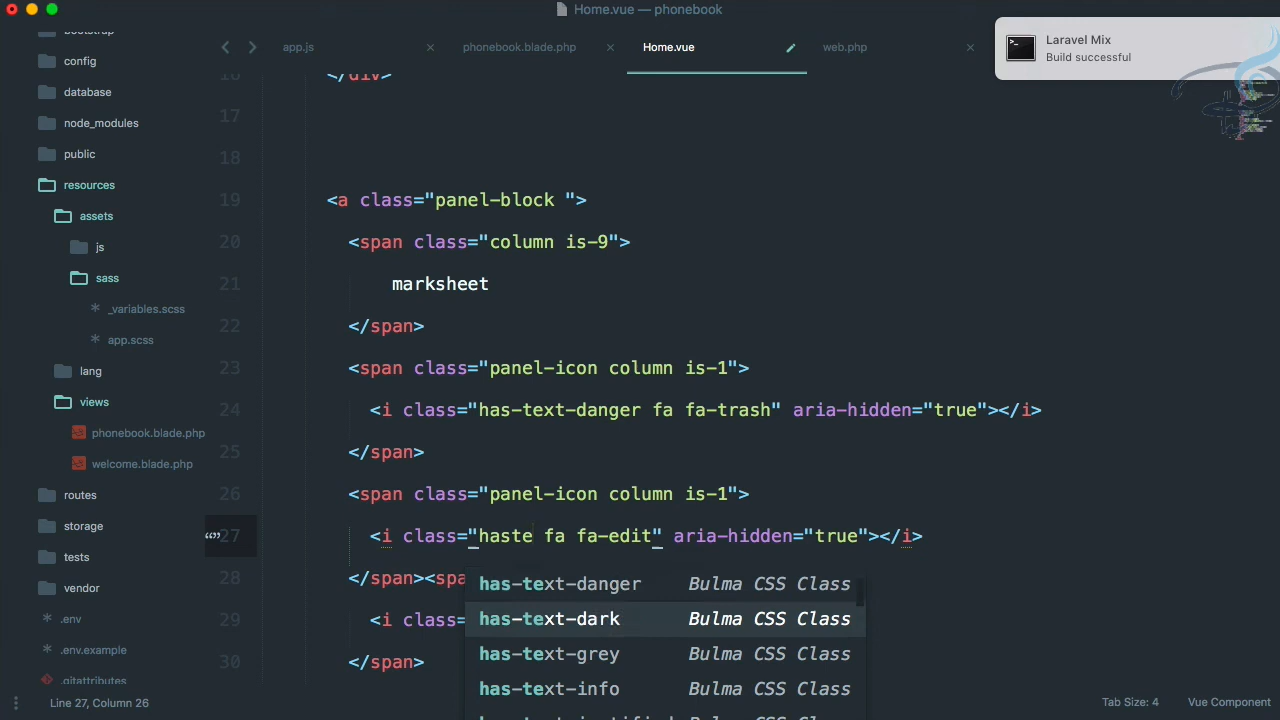 Home.vue — phonebook
app.js
phonebook.blade.php
Home.vue
web.php
Laravel Mix
Build successful
bootstrap
config
database
node_modules
public
resources
assets
js
sass
* _variables.scss
* app.scss
lang
views
phonebook.blade.php
welcome.blade.php
routes
storage
tests
vendor
* .env
* .env.example
.gitattributes
16 </div>
17
18
19 <a class="panel-block ">
20 <span class="column is-9">
21 marksheet
22 </span>
23 <span class="panel-icon column is-1">
24 <i class="has-text-danger fa fa-trash" aria-hidden="true"></i>
25 </span>
26 <span class="panel-icon column is-1">
“” 27 <i class="haste fa fa-edit" aria-hidden="true"></i>
28 </span><spa
29 <i class=
30 </span>
has-text-danger Bulma CSS Class
has-text-dark Bulma CSS Class
has-text-grey Bulma CSS Class
has-text-info Bulma CSS Class
Line 27, Column 26
Tab Size: 4
Vue Component